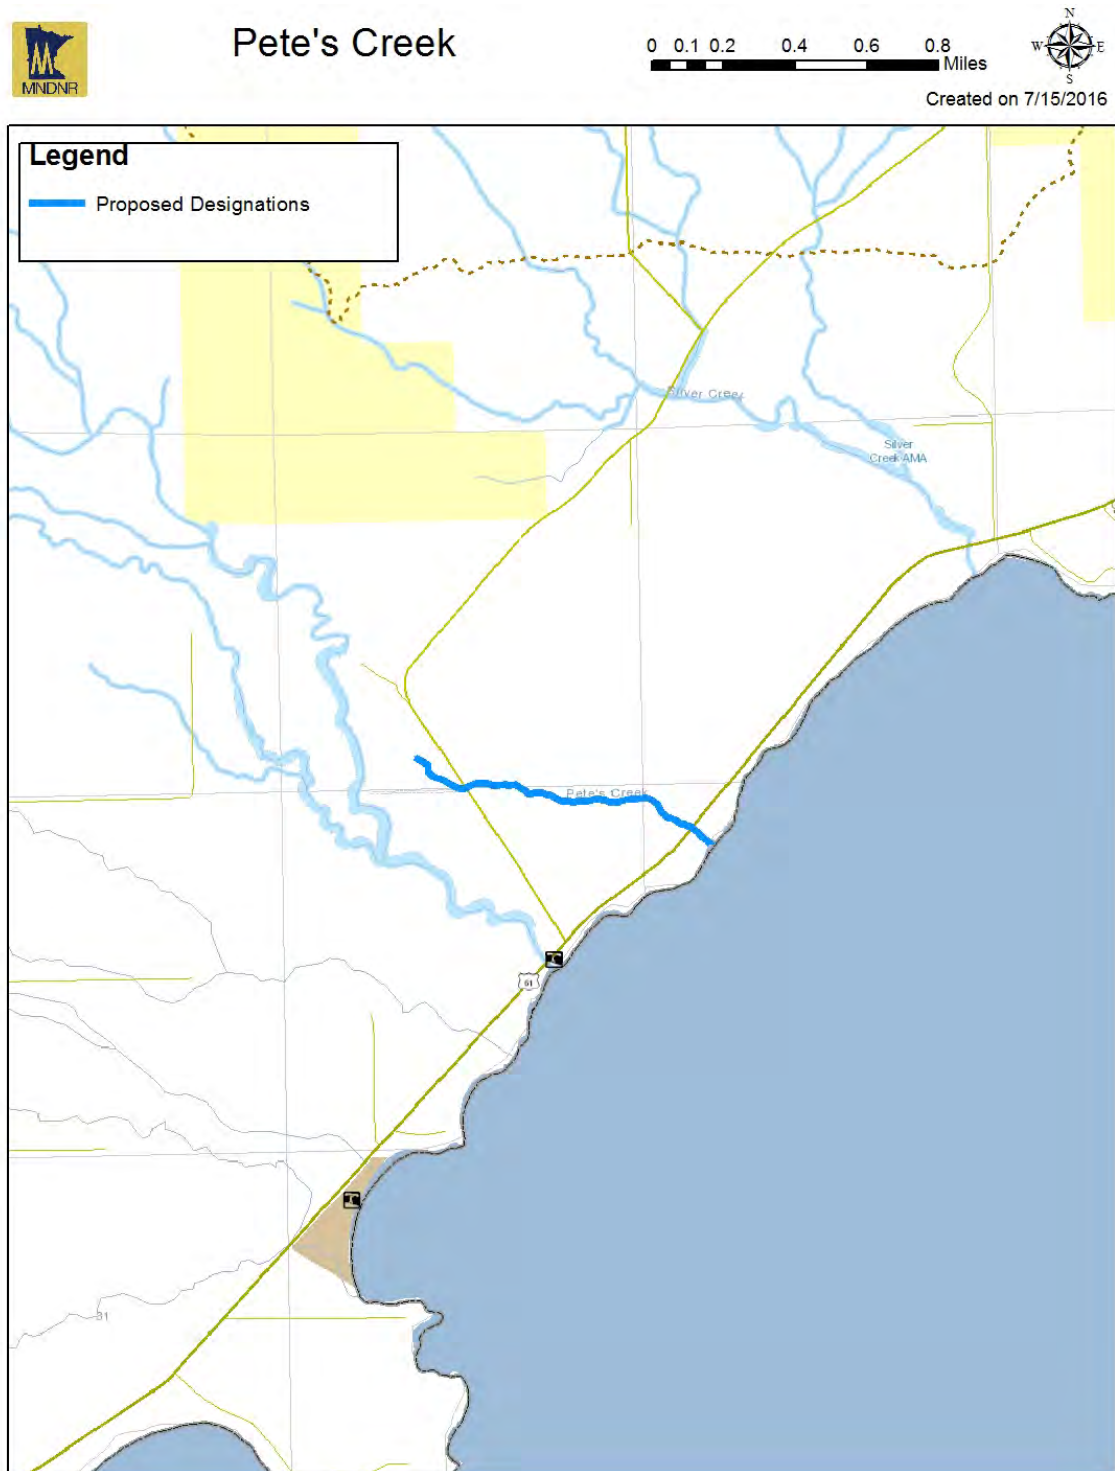 MNDNR
Pete's Creek
0 0.1 0.2 0.4 0.6 0.8
Miles
N
W E
S
Created on 7/15/2016
Legend
Proposed Designations
Silver Creek
Silver
Creek AMA
Pete's Creek
61
31